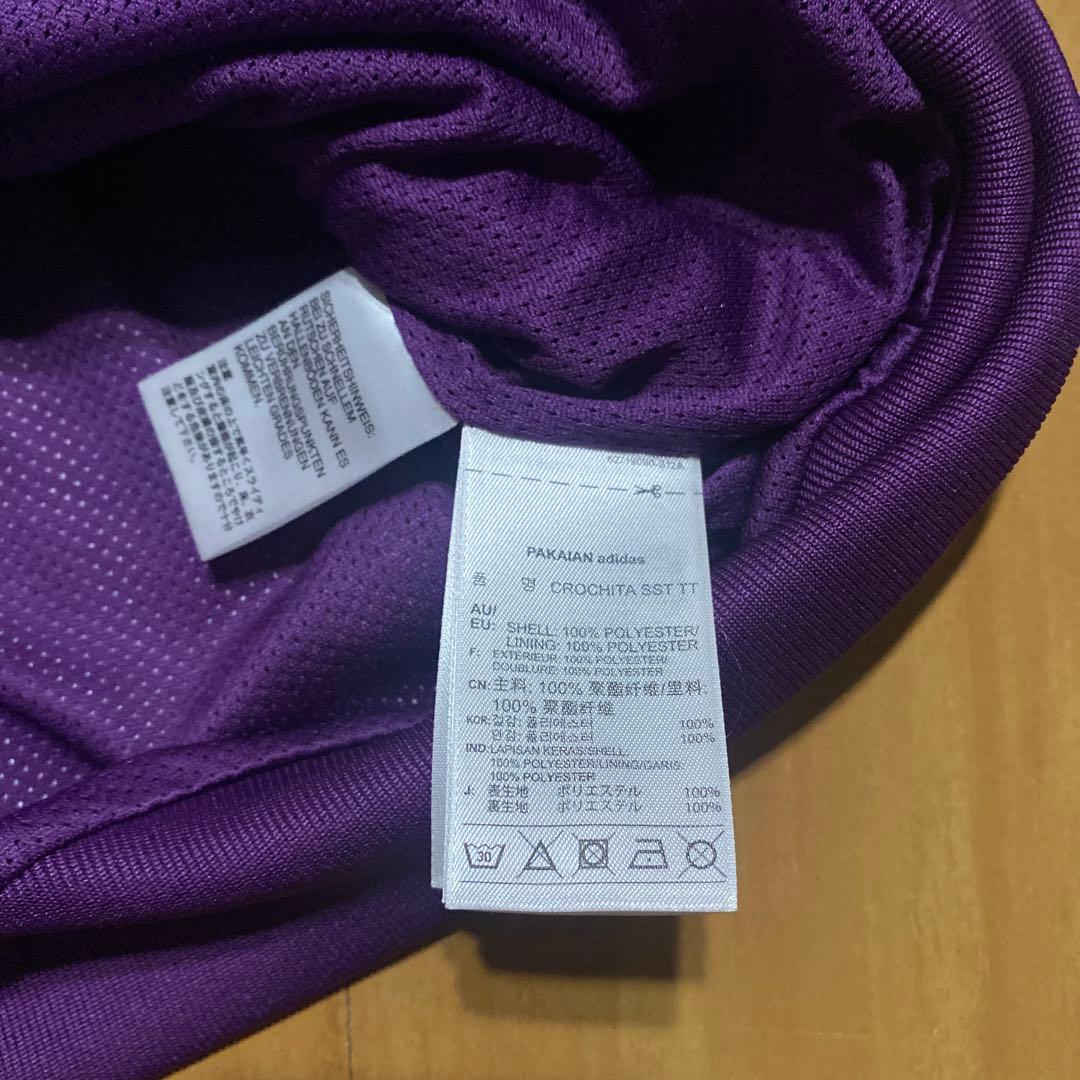 SICHERHEITSHINWEIS:
BEI ZU SCHNELLEM
RUTSCHEN AUF
HALLENBÖDEN KANN ES
AN DEN
BERÜHRUNGSPUNKTEN
ZU VERBRENNUNGEN
LEICHTEN GRADES
KOMMEN.
注意
PAKAIAN adidas
품 명 CROCHITA SST TT
AU/
EU: SHELL: 100% POLYESTER/
LINING: 100% POLYESTER
F: EXTERIEUR: 100% POLYESTER/
DOUBLURE: 100% POLYESTER
CN: 主料: 100% 聚酯纤维/里料:
100% 聚酯纤维
KOR: 겉감: 폴리에스터 100%
안감: 폴리에스터 100%
IND: LAPISAN KERAS/SHELL:
100% POLYESTER/LINING/GARIS:
100% POLYESTER
J: 表生地 ポリエステル 100%
裏生地 ポリエステル 100%
30